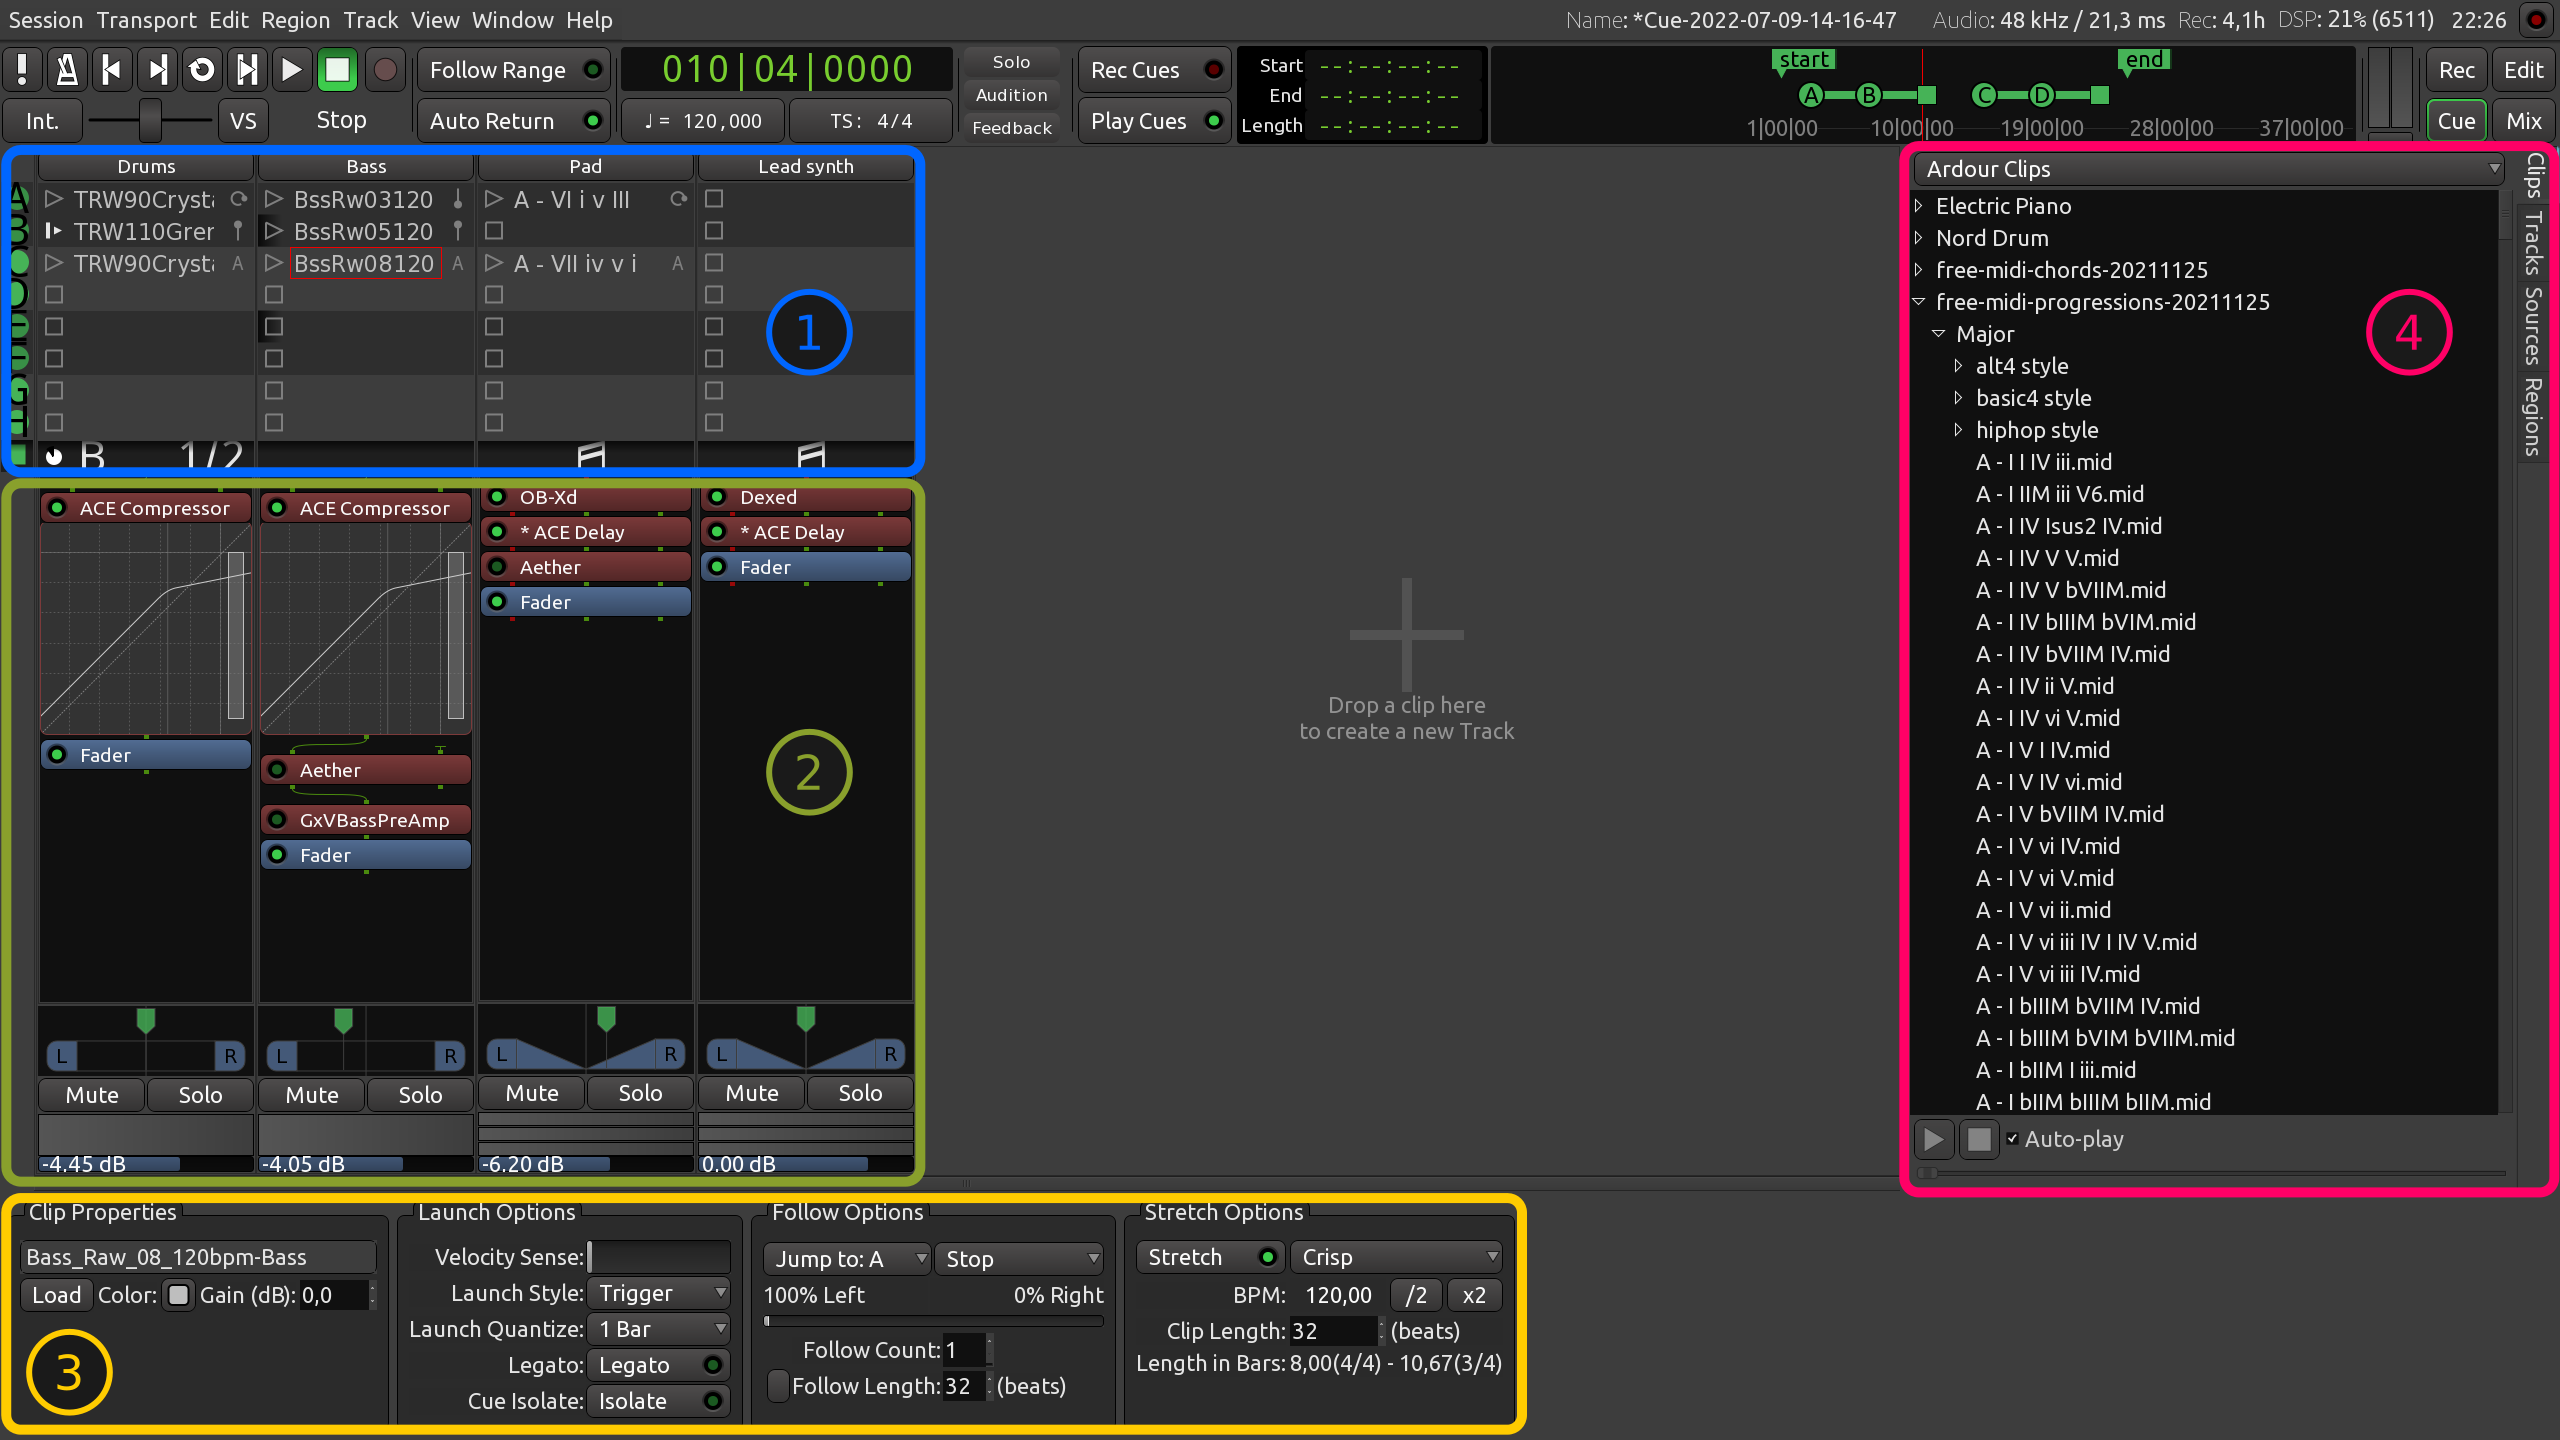 Session Transport Edit Region Track View Window Help
Name: *Cue-2022-07-09-14-16-47 Audio: 48 kHz / 21,3 ms Rec: 4,1h DSP: 21% (6511) 22:26
Follow Range 010|04|0000 Solo Rec Cues Start --:--:--:-- start end Rec Edit
Audition End --:--:--:-- A B C D
Int. VS Stop Auto Return ♩= 120,000 TS: 4/4 Feedback Play Cues Length --:--:--:-- 1|00|00 10|00|00 19|00|00 28|00|00 37|00|00 Cue Mix
Drums Bass Pad Lead synth
A TRW90Cryst BssRw03120 A - VI i v III
B TRW110Grer BssRw05120
TRW90Cryst A BssRw08120 A A - VII iv v i A
D
G
1
B 1/2
ACE Compressor ACE Compressor OB-Xd Dexed
* ACE Delay * ACE Delay
Aether Fader
Fader
Fader Aether
GxVBassPreAmp
Fader
2
L R L R L R L R
Mute Solo Mute Solo Mute Solo Mute Solo
-4.45 dB -4.05 dB -6.20 dB 0.00 dB
Drop a clip here
to create a new Track
Ardour Clips
Electric Piano
Nord Drum
free-midi-chords-20211125
free-midi-progressions-20211125
Major
alt4 style
basic4 style
hiphop style
A - I I IV iii.mid
A - I IIM iii V6.mid
A - I IV Isus2 IV.mid
A - I IV V V.mid
A - I IV V bVIIM.mid
A - I IV bIIIM bVIM.mid
A - I IV bVIIM IV.mid
A - I IV ii V.mid
A - I IV vi V.mid
A - I V I IV.mid
A - I V IV vi.mid
A - I V bVIIM IV.mid
A - I V vi IV.mid
A - I V vi V.mid
A - I V vi ii.mid
A - I V vi iii IV I IV V.mid
A - I V vi iii IV.mid
A - I bIIIM bVIIM IV.mid
A - I bIIIM bVIM bVIIM.mid
A - I bIIM I iii.mid
A - I bIIM bIIIM bIIM.mid
Auto-play
4
Clips
Tracks
Sources
Regions
Clip Properties
Bass_Raw_08_120bpm-Bass
Load Color: Gain (dB): 0,0
3
Launch Options
Velocity Sense:
Launch Style: Trigger
Launch Quantize: 1 Bar
Legato: Legato
Cue Isolate: Isolate
Follow Options
Jump to: A Stop
100% Left 0% Right
Follow Count: 1
Follow Length: 32 (beats)
Stretch Options
Stretch Crisp
BPM: 120,00 /2 x2
Clip Length: 32 (beats)
Length in Bars: 8,00(4/4) - 10,67(3/4)